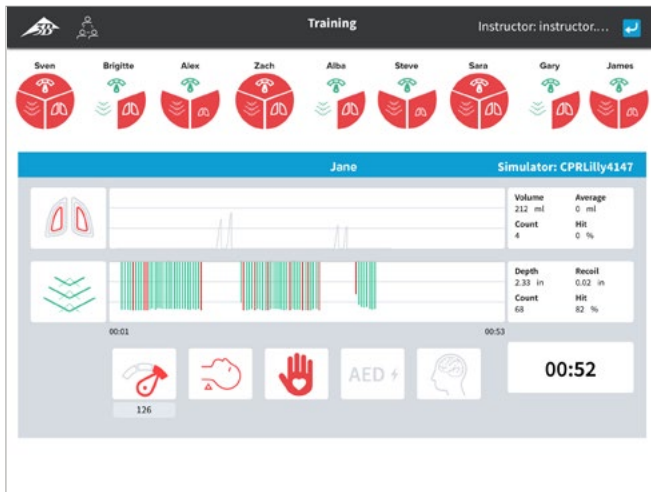 3B Training Instructor: instructor.... 
Sven Brigitte Alex Zach Alba Steve Sara Gary James
Jane Simulator: CPRLilly4147
Volume Average
212 ml 0 ml
Count Hit
4 0 %
Depth Recoil
2.33 in 0.02 in
Count Hit
68 82 %
00:01 00:53
AED 00:52
126